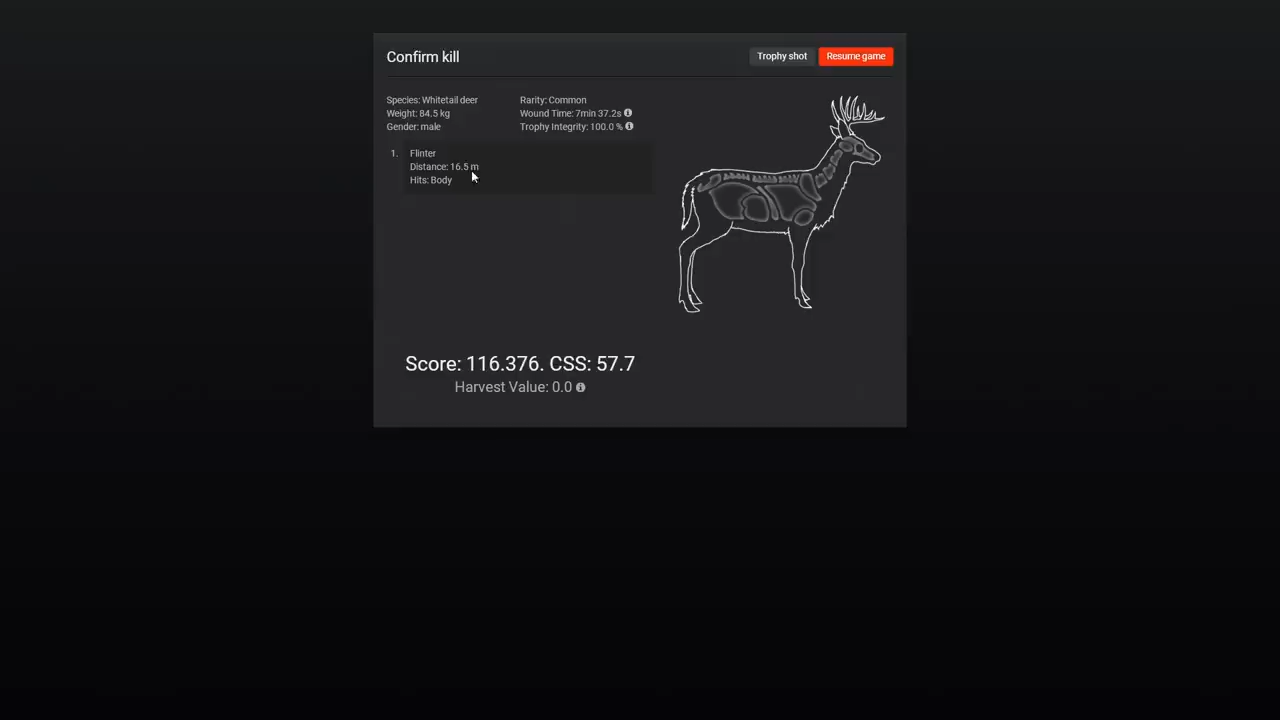 Confirm kill
Trophy shot
Resume game
Species: Whitetail deer
Weight: 84.5 kg
Gender: male
Rarity: Common
Wound Time: 7min 37.2s
Trophy Integrity: 100.0 %
1.
Flinter
Distance: 16.5 m
Hits: Body
Score: 116.376. CSS: 57.7
Harvest Value: 0.0